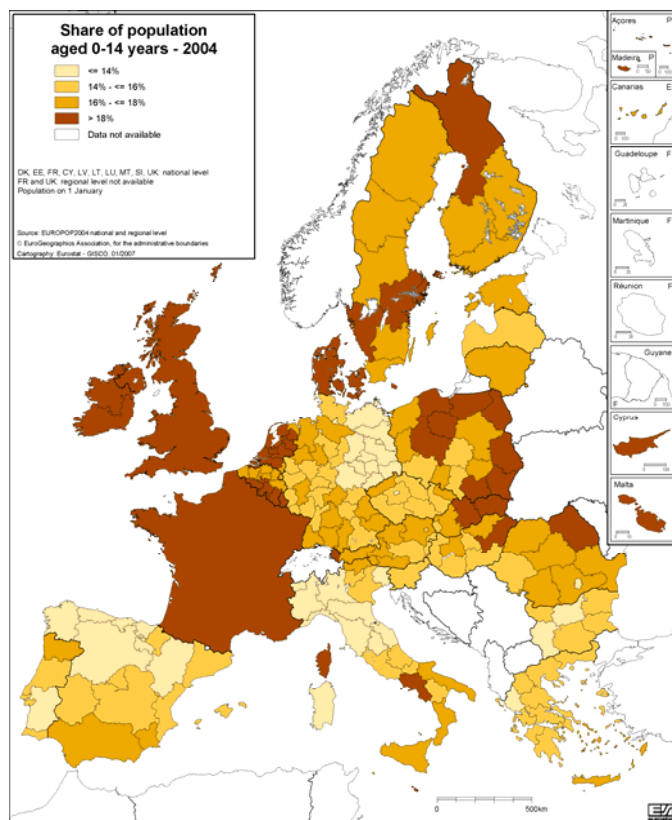 Share of population
aged 0-14 years - 2004
<= 14%
14% - <= 16%
16% - <= 18%
> 18%
Data not available
DK, EE, FR, CY, LV, LT, LU, MT, SI, UK: national level
FR and UK: regional level not available
Population on 1 January
Source: EUROPOP2004 national and regional level
© EuroGeographics Association, for the administrative boundaries
Cartography: Eurostat - GISCO, 01/2007
Açores P
Madeira P
Canarias E
Guadeloupe F
Martinique F
Réunion F
Guyane
F
Cyprus
Malta
0 500km